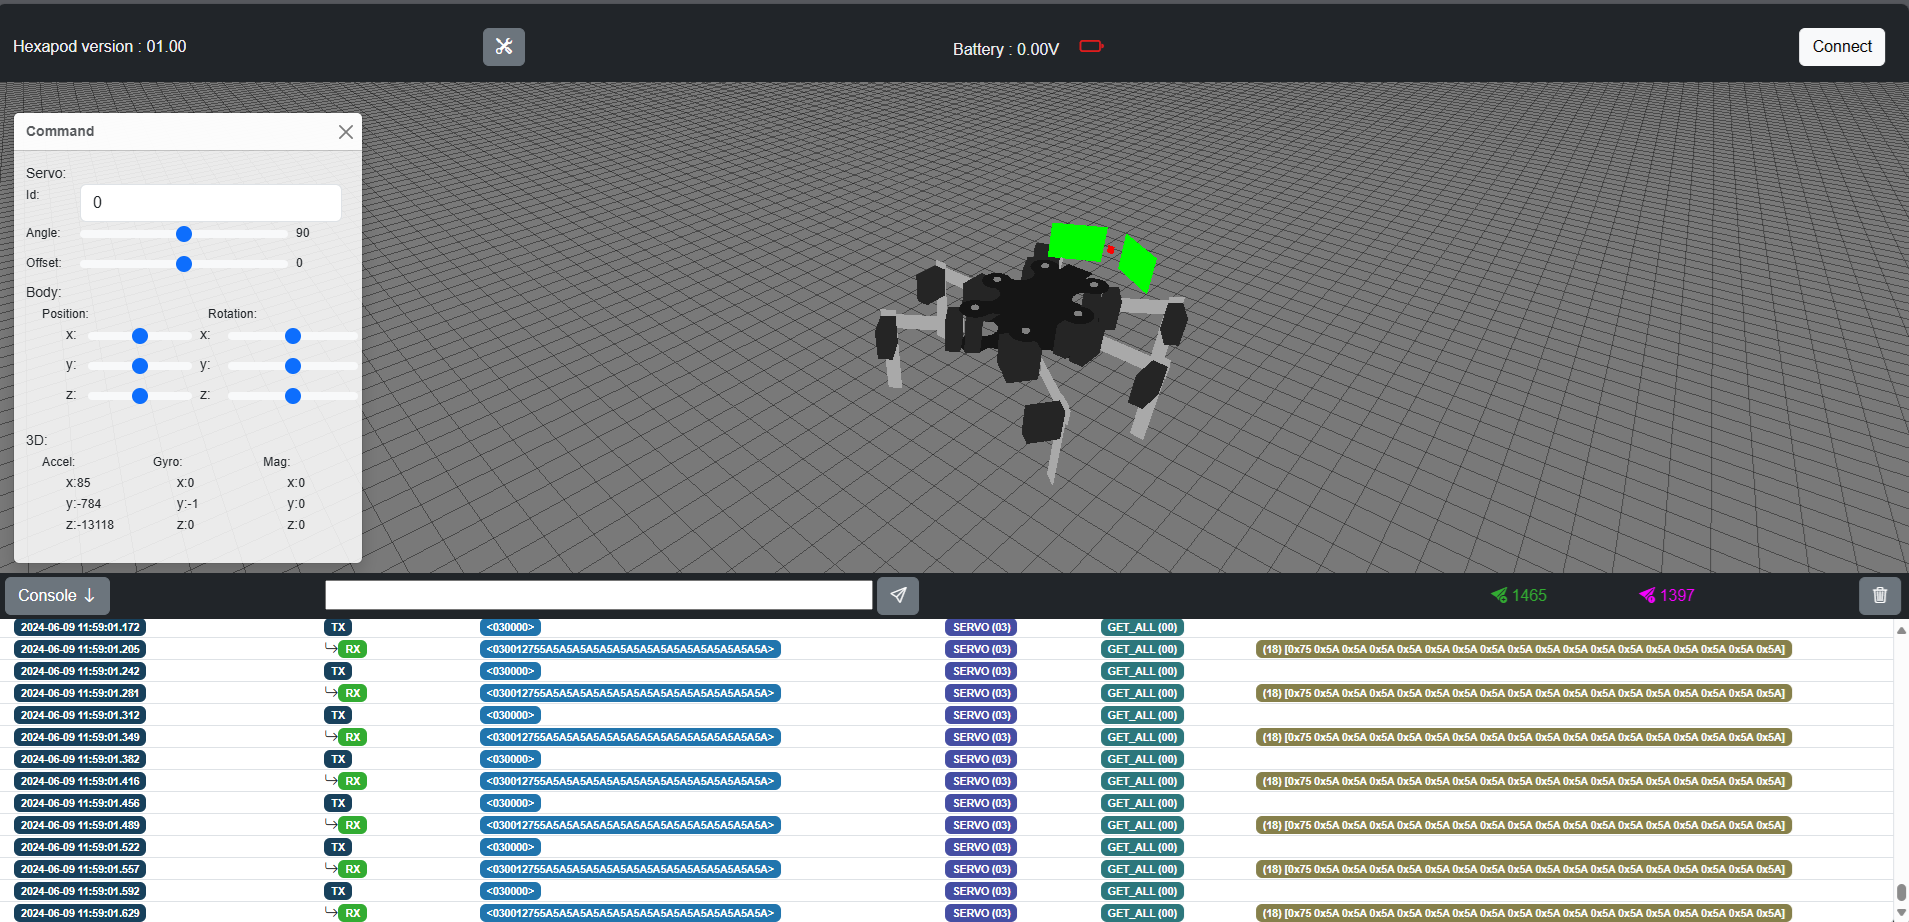 Hexapod version : 01.00
Battery : 0.00V
Connect
Command
Servo:
Id:
0
Angle: 90
Offset: 0
Body:
Position: Rotation:
x: x:
y: y:
z: z:
3D:
Accel: Gyro: Mag:
x:85 x:0 x:0
y:-784 y:-1 y:0
z:-13118 z:0 z:0
Console ↓ 1465 1397
2024-06-09 11:59:01.172 TX <030000> SERVO (03) GET_ALL (00)
2024-06-09 11:59:01.205 RX <030012755A5A5A5A5A5A5A5A5A5A5A5A5A5A5A5A5A> SERVO (03) GET_ALL (00) (18) [0x75 0x5A 0x5A 0x5A 0x5A 0x5A 0x5A 0x5A 0x5A 0x5A 0x5A 0x5A 0x5A 0x5A 0x5A 0x5A 0x5A 0x5A]
2024-06-09 11:59:01.242 TX <030000> SERVO (03) GET_ALL (00)
2024-06-09 11:59:01.281 RX <030012755A5A5A5A5A5A5A5A5A5A5A5A5A5A5A5A5A> SERVO (03) GET_ALL (00) (18) [0x75 0x5A 0x5A 0x5A 0x5A 0x5A 0x5A 0x5A 0x5A 0x5A 0x5A 0x5A 0x5A 0x5A 0x5A 0x5A 0x5A 0x5A]
2024-06-09 11:59:01.312 TX <030000> SERVO (03) GET_ALL (00)
2024-06-09 11:59:01.349 RX <030012755A5A5A5A5A5A5A5A5A5A5A5A5A5A5A5A5A> SERVO (03) GET_ALL (00) (18) [0x75 0x5A 0x5A 0x5A 0x5A 0x5A 0x5A 0x5A 0x5A 0x5A 0x5A 0x5A 0x5A 0x5A 0x5A 0x5A 0x5A 0x5A]
2024-06-09 11:59:01.382 TX <030000> SERVO (03) GET_ALL (00)
2024-06-09 11:59:01.416 RX <030012755A5A5A5A5A5A5A5A5A5A5A5A5A5A5A5A5A> SERVO (03) GET_ALL (00) (18) [0x75 0x5A 0x5A 0x5A 0x5A 0x5A 0x5A 0x5A 0x5A 0x5A 0x5A 0x5A 0x5A 0x5A 0x5A 0x5A 0x5A 0x5A]
2024-06-09 11:59:01.456 TX <030000> SERVO (03) GET_ALL (00)
2024-06-09 11:59:01.489 RX <030012755A5A5A5A5A5A5A5A5A5A5A5A5A5A5A5A5A> SERVO (03) GET_ALL (00) (18) [0x75 0x5A 0x5A 0x5A 0x5A 0x5A 0x5A 0x5A 0x5A 0x5A 0x5A 0x5A 0x5A 0x5A 0x5A 0x5A 0x5A 0x5A]
2024-06-09 11:59:01.522 TX <030000> SERVO (03) GET_ALL (00)
2024-06-09 11:59:01.557 RX <030012755A5A5A5A5A5A5A5A5A5A5A5A5A5A5A5A5A> SERVO (03) GET_ALL (00) (18) [0x75 0x5A 0x5A 0x5A 0x5A 0x5A 0x5A 0x5A 0x5A 0x5A 0x5A 0x5A 0x5A 0x5A 0x5A 0x5A 0x5A 0x5A]
2024-06-09 11:59:01.592 TX <030000> SERVO (03) GET_ALL (00)
2024-06-09 11:59:01.629 RX <030012755A5A5A5A5A5A5A5A5A5A5A5A5A5A5A5A5A> SERVO (03) GET_ALL (00) (18) [0x75 0x5A 0x5A 0x5A 0x5A 0x5A 0x5A 0x5A 0x5A 0x5A 0x5A 0x5A 0x5A 0x5A 0x5A 0x5A 0x5A 0x5A]